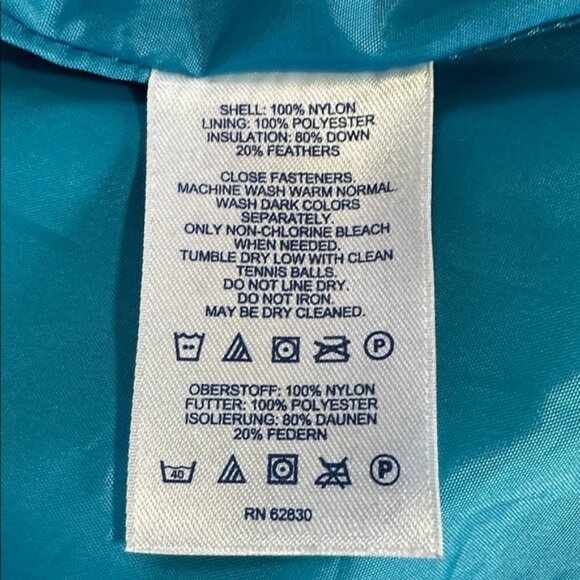 SHELL: 100% NYLON
LINING: 100% POLYESTER
INSULATION: 80% DOWN
20% FEATHERS
CLOSE FASTENERS.
MACHINE WASH WARM NORMAL.
WASH DARK COLORS
SEPARATELY.
ONLY NON-CHLORINE BLEACH
WHEN NEEDED.
TUMBLE DRY LOW WITH CLEAN
TENNIS BALLS.
DO NOT LINE DRY.
DO NOT IRON.
MAY BE DRY CLEANED.
P
OBERSTOFF: 100% NYLON
FUTTER: 100% POLYESTER
ISOLIERUNG: 80% DAUNEN
20% FEDERN
40 P
RN 62830